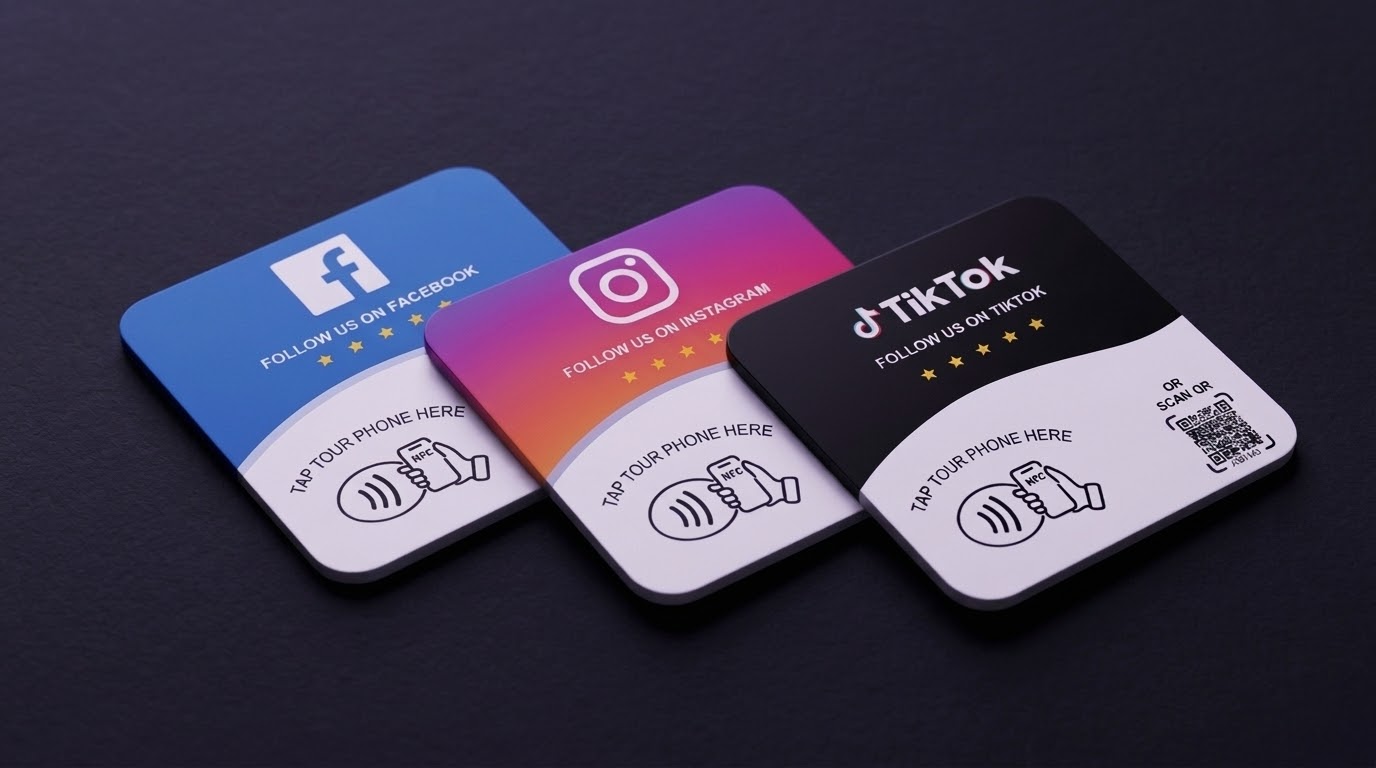 FOLLOW US ON FACEBOOK
TAP TOUR PHONE HERE
NFC
FOLLOW US ON INSTAGRAM
TAP TOUR PHONE HERE
NFC
TikTok
FOLLOW US ON TIKTOK
TAP TOUR PHONE HERE
NFC
OR
SCAN QR